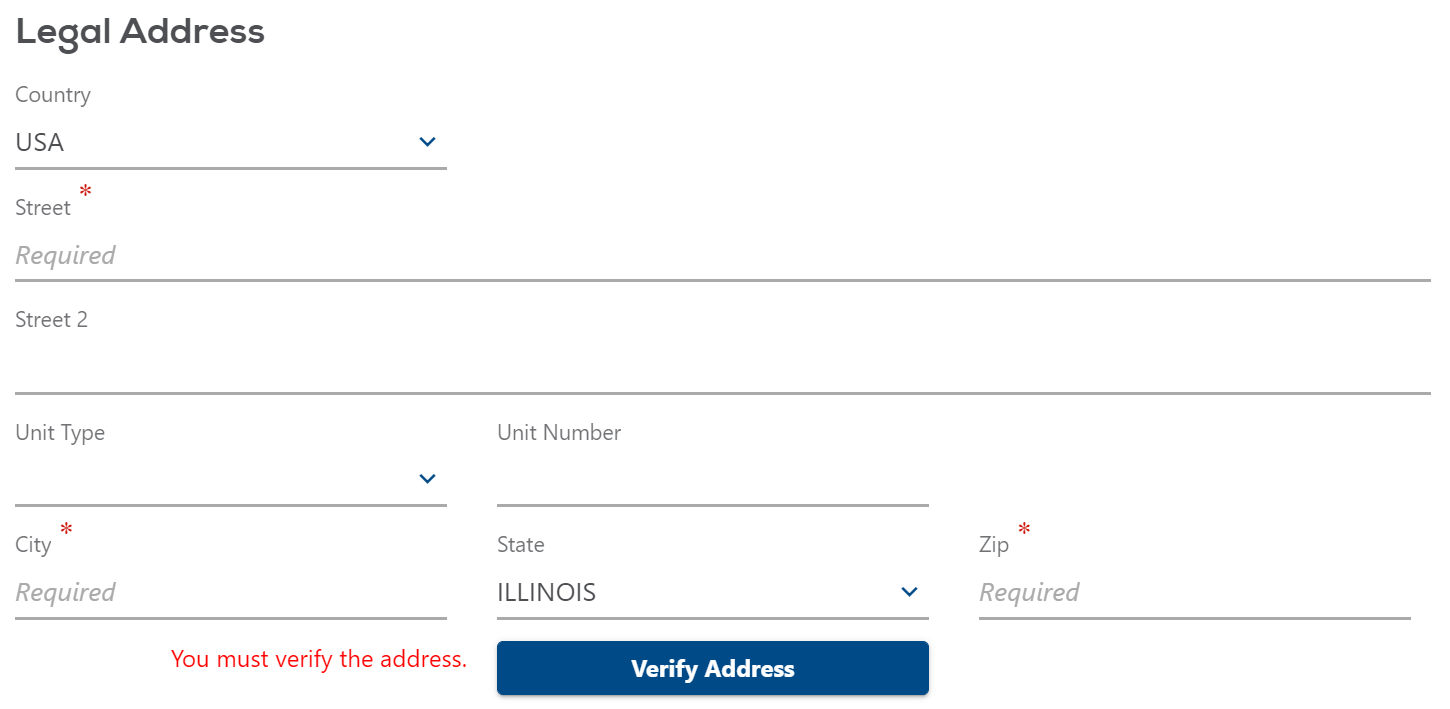 Legal Address
Country
USA
Street *
Required
Street 2
Unit Type
Unit Number
City *
State
Zip *
Required
ILLINOIS
Required
You must verify the address.
Verify Address